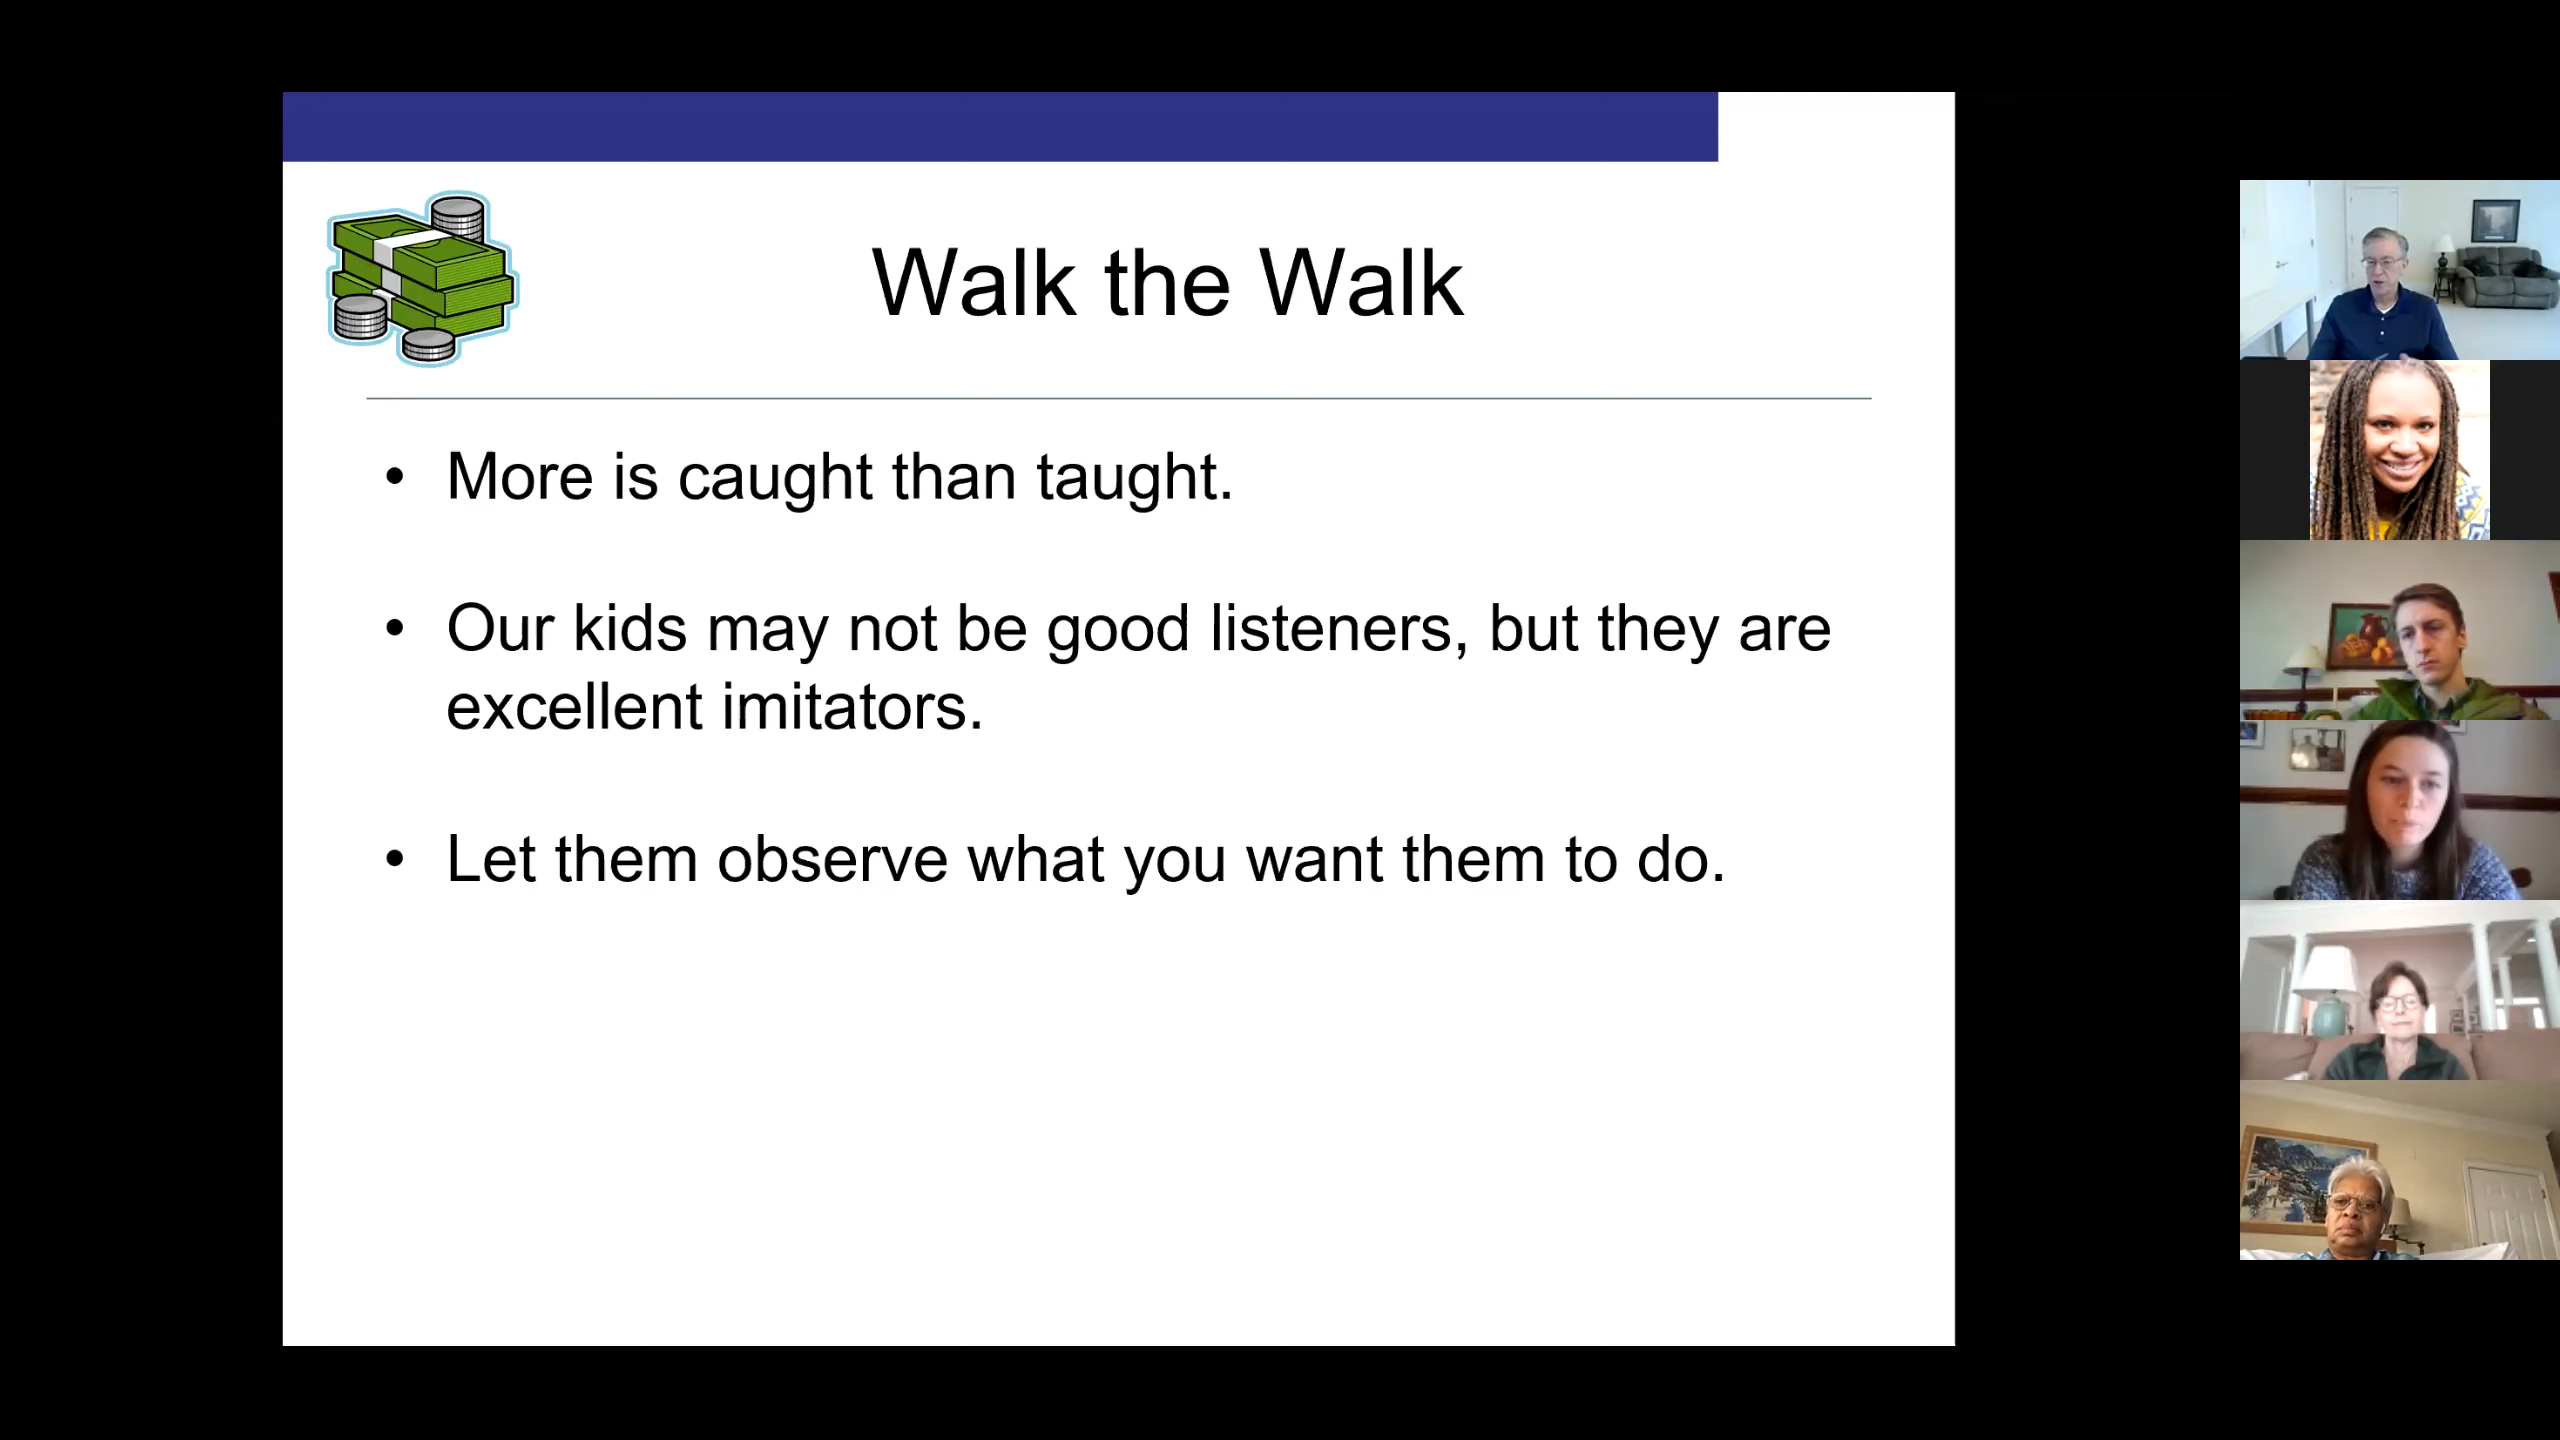 Walk the Walk
• More is caught than taught.
• Our kids may not be good listeners, but they are
excellent imitators.
• Let them observe what you want them to do.